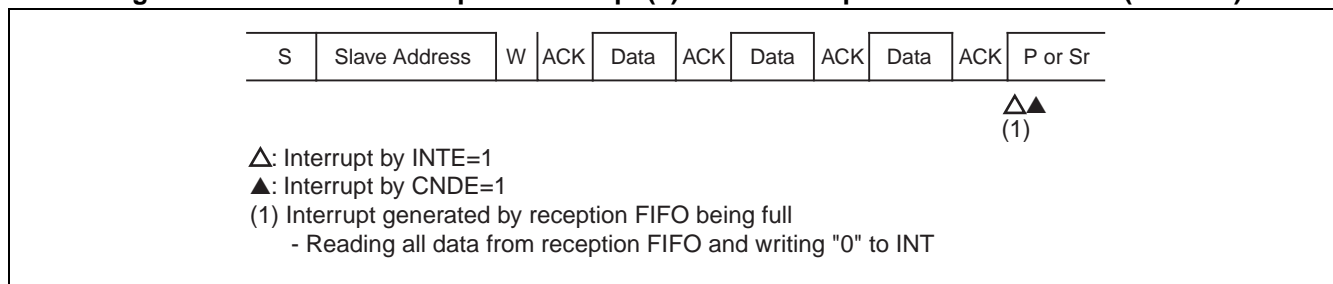 S Slave Address W ACK Data ACK Data ACK Data ACK P or Sr
△▲
(1)
△: Interrupt by INTE=1
▲: Interrupt by CNDE=1
(1) Interrupt generated by reception FIFO being full
- Reading all data from reception FIFO and writing "0" to INT